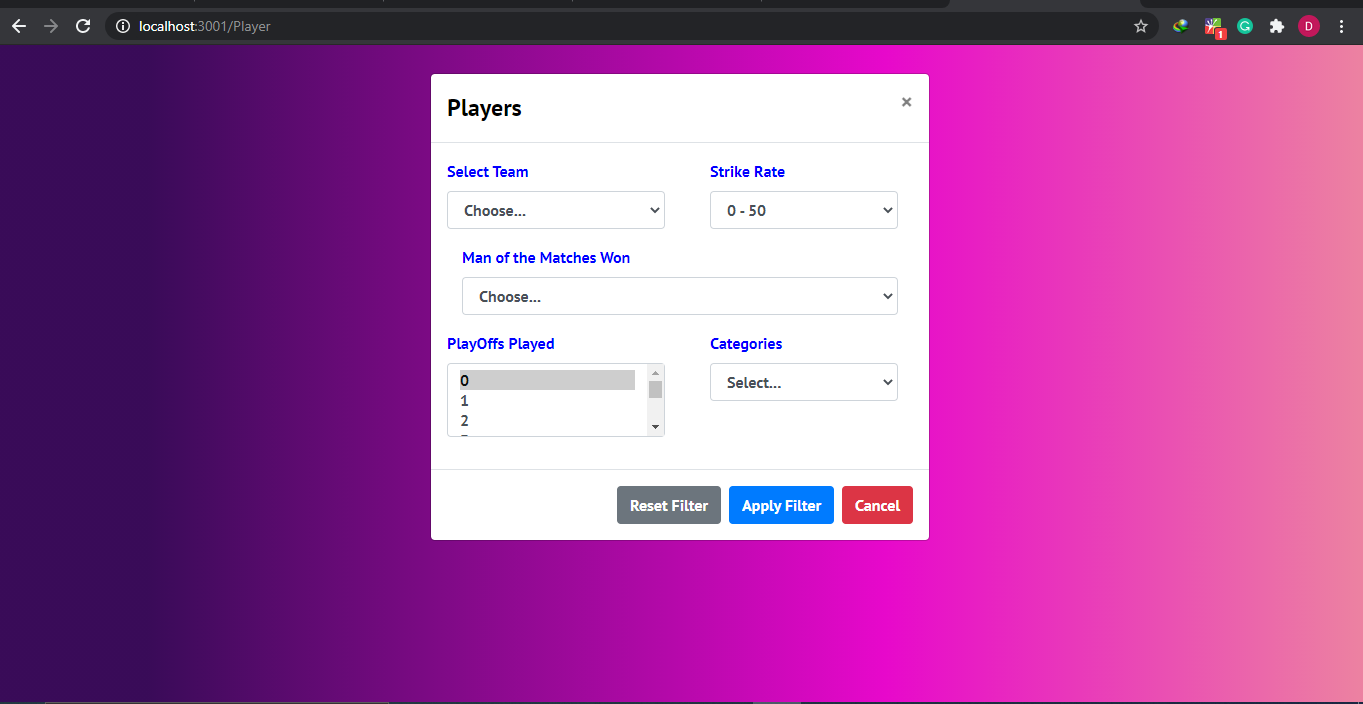 localhost:3001/Player
1
D
Players
×
Select Team
Strike Rate
Choose...
0 - 50
Man of the Matches Won
Choose...
PlayOffs Played
Categories
0
1
2
Select...
Reset Filter
Apply Filter
Cancel